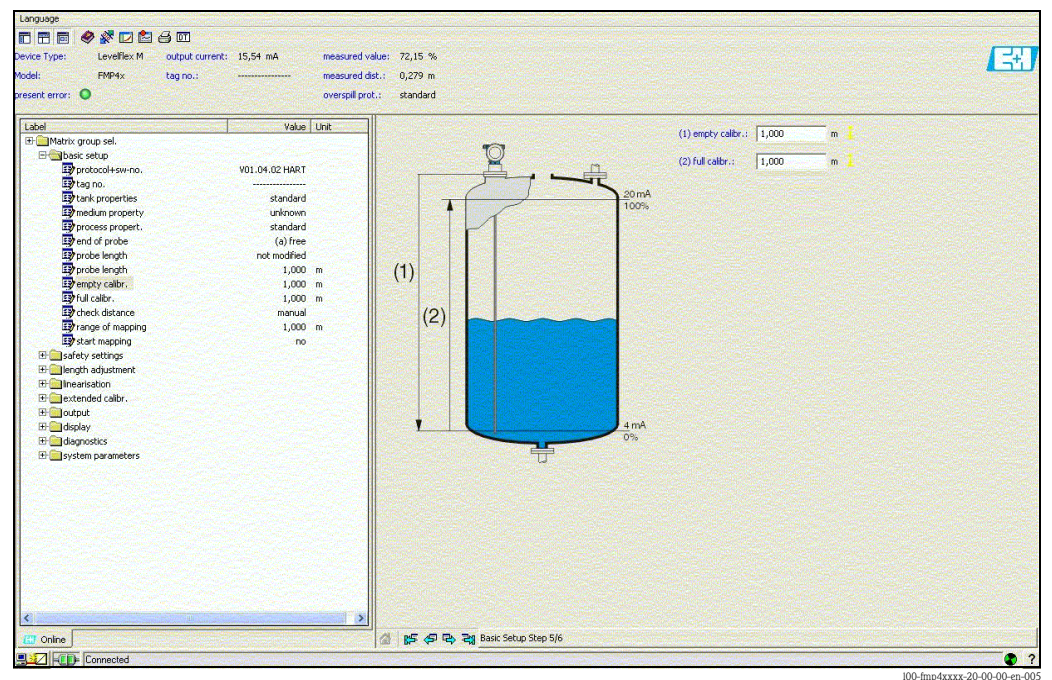 Language
DT
Device Type: Levelflex M output current: 15,54 mA measured value: 72,15 %
Model: FMP4x tag no.: ---------------- measured dist.: 0,279 m
present error: overspill prot.: standard
E+H
Label Value Unit
Matrix group sel.
basic setup
protocol+sw-no. V01.04.02 HART
tag no. ----------------
tank properties standard
medium property unknown
process propert. standard
end of probe (a) free
probe length not modified
probe length 1,000 m
empty calibr. 1,000 m
full calibr. 1,000 m
check distance manual
range of mapping 1,000 m
start mapping no
safety settings
length adjustment
linearisation
extended calibr.
output
display
diagnostics
system parameters
(1) empty calibr.: 1,000 m
(2) full calibr.: 1,000 m
20 mA
100%
(1)
(2)
4 mA
0%
Online
Basic Setup Step 5/6
Connected
?
l00-fmp4xxxx-20-00-00-en-005